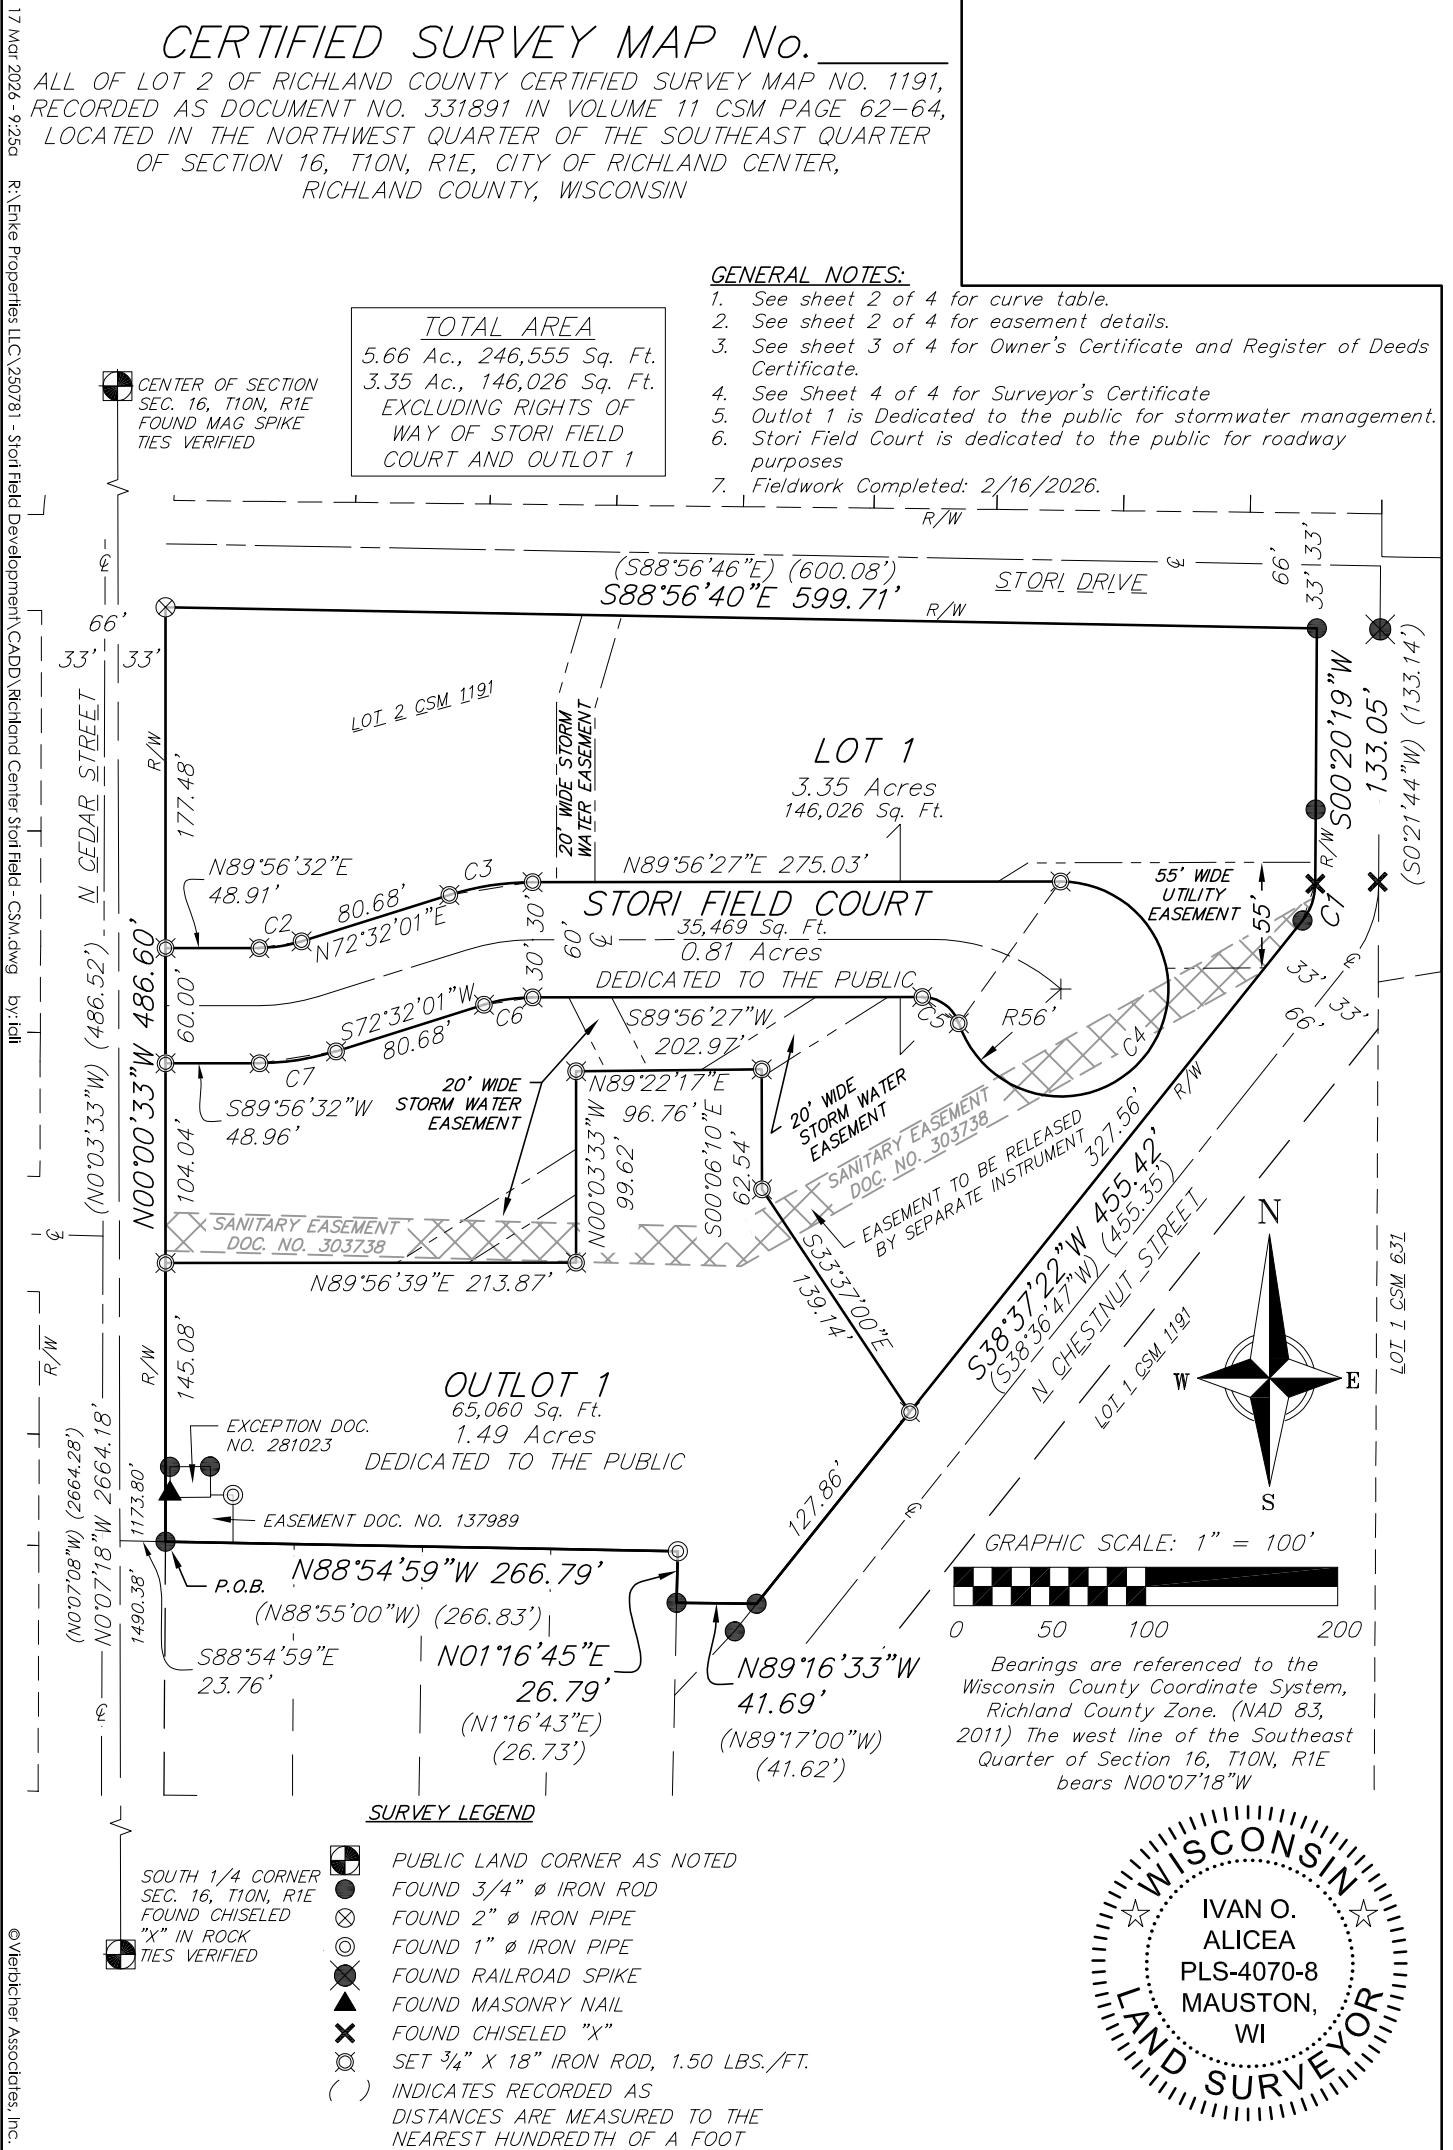 CERTIFIED SURVEY MAP No.
ALL OF LOT 2 OF RICHLAND COUNTY CERTIFIED SURVEY MAP NO. 1191,
RECORDED AS DOCUMENT NO. 331891 IN VOLUME 11 CSM PAGE 62-64,
LOCATED IN THE NORTHWEST QUARTER OF THE SOUTHEAST QUARTER
OF SECTION 16, T10N, R1E, CITY OF RICHLAND CENTER,
RICHLAND COUNTY, WISCONSIN
17 Mar 2026 - 9:25a R:\Enke Properties LLC\250781 - Stori Field Development\CADD\Richland Center Stori Field - CSM.dwg by: idli
©Vierbicher Associates, Inc.
TOTAL AREA
5.66 Ac., 246,555 Sq. Ft.
3.35 Ac., 146,026 Sq. Ft.
EXCLUDING RIGHTS OF
WAY OF STORI FIELD
COURT AND OUTLOT 1
GENERAL NOTES:
1. See sheet 2 of 4 for curve table.
2. See sheet 2 of 4 for easement details.
3. See sheet 3 of 4 for Owner's Certificate and Register of Deeds
Certificate.
4. See Sheet 4 of 4 for Surveyor's Certificate
5. Outlot 1 is Dedicated to the public for stormwater management.
6. Stori Field Court is dedicated to the public for roadway
purposes
7. Fieldwork Completed: 2/16/2026.
CENTER OF SECTION
SEC. 16, T10N, R1E
FOUND MAG SPIKE
TIES VERIFIED
R/W
(S88°56'46"E) (600.08')
S88°56'40"E 599.71'
R/W
STORI DRIVE
℄
66'
33' 33'
℄
66'
33' 33'
N CEDAR STREET
R/W
177.48'
LOT 2 CSM 1191
20' WIDE STORM
WATER EASEMENT
LOT 1
3.35 Acres
146,026 Sq. Ft.
S00°20'19"W
133.05'
(S0°21'44"W) (133.14')
R/W
C1
N89°56'32"E
48.91'
C2
80.68'
N72°32'01"E
C3
N89°56'27"E 275.03'
STORI FIELD COURT
35,469 Sq. Ft.
0.81 Acres
DEDICATED TO THE PUBLIC
30' 30'
60'
℄
55' WIDE
UTILITY
EASEMENT
55'
33' 33'
66'
℄
N00°00'33"W 486.60'
(N0°03'33"W) (486.52')
60.00'
S72°32'01"W
80.68'
C6
C7
S89°56'27"W
202.97'
C5
R56'
C4
S89°56'32"W
48.96'
104.04'
20' WIDE
STORM WATER
EASEMENT
N89°22'17"E
96.76'
N00°03'33"W
99.62'
S00°06'10"E
62.54'
20' WIDE
STORM WATER
EASEMENT
SANITARY EASEMENT
DOC. NO. 303738
EASEMENT TO BE RELEASED
BY SEPARATE INSTRUMENT
327.56'
R/W
S38°37'22"W 455.42'
(S38°36'47"W) (455.35')
N CHESTNUT STREET
LOT 1 CSM 1191
LOT 1 CSM 631
℄
SANITARY EASEMENT
DOC. NO. 303738
N89°56'39"E 213.87'
S33°37'00"E
139.14'
R/W
R/W
145.08'
OUTLOT 1
65,060 Sq. Ft.
1.49 Acres
DEDICATED TO THE PUBLIC
EXCEPTION DOC.
NO. 281023
EASEMENT DOC. NO. 137989
127.86'
℄
N
W
E
S
(N0°07'08"W) (2664.28')
N0°07'18"W 2664.18'
1173.80'
1490.38'
℄
P.O.B.
N88°54'59"W 266.79'
(N88°55'00"W) (266.83')
S88°54'59"E
23.76'
N01°16'45"E
26.79'
(N1°16'43"E)
(26.73')
N89°16'33"W
41.69'
(N89°17'00"W)
(41.62')
GRAPHIC SCALE: 1" = 100'
0 50 100 200
Bearings are referenced to the
Wisconsin County Coordinate System,
Richland County Zone. (NAD 83,
2011) The west line of the Southeast
Quarter of Section 16, T10N, R1E
bears N00°07'18"W
SOUTH 1/4 CORNER
SEC. 16, T10N, R1E
FOUND CHISELED
"X" IN ROCK
TIES VERIFIED
SURVEY LEGEND
PUBLIC LAND CORNER AS NOTED
FOUND 3/4" ø IRON ROD
FOUND 2" ø IRON PIPE
FOUND 1" ø IRON PIPE
FOUND RAILROAD SPIKE
FOUND MASONRY NAIL
FOUND CHISELED "X"
SET 3/4" X 18" IRON ROD, 1.50 LBS./FT.
( ) INDICATES RECORDED AS
DISTANCES ARE MEASURED TO THE
NEAREST HUNDREDTH OF A FOOT
WISCONSIN
IVAN O.
ALICEA
PLS-4070-8
MAUSTON,
WI
LAND SURVEYOR